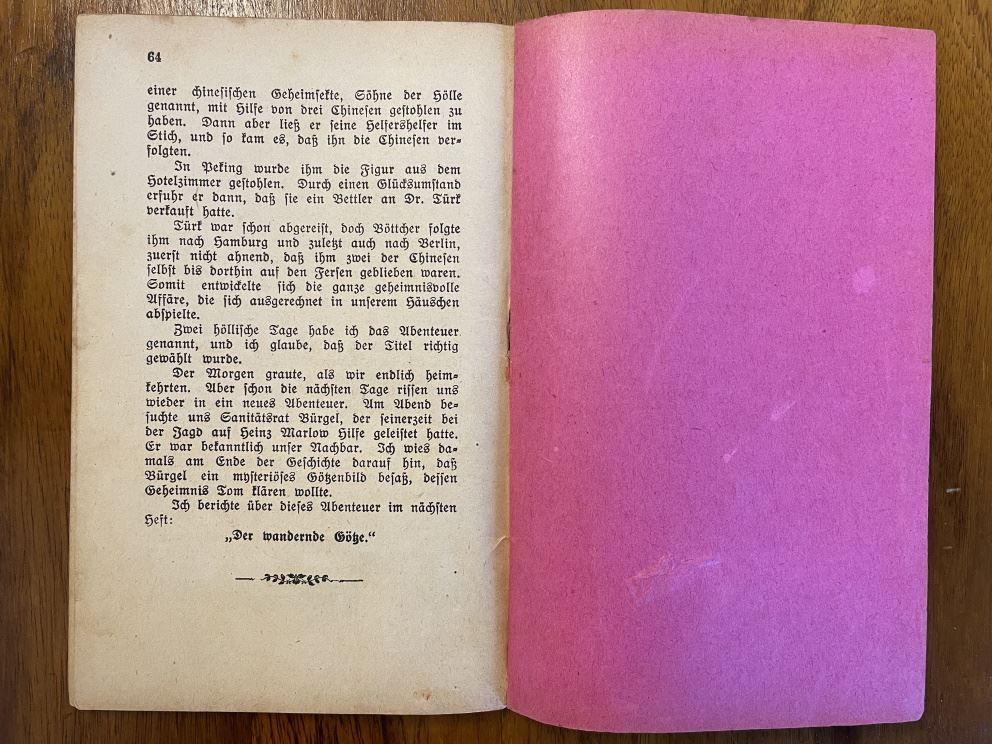 64
einer chinesischen Geheimsekte, Söhne der Hölle
genannt, mit Hilfe von drei Chinesen gestohlen zu
haben. Dann aber ließ er seine Helfershelfer im
Stich, und so kam es, daß ihn die Chinesen ver-
folgten.
In Peking wurde ihm die Figur aus dem
Hotelzimmer gestohlen. Durch einen Glücksumstand
erfuhr er dann, daß sie ein Bettler an Dr. Türk
verkauft hatte.
Türk war schon abgereist, doch Böttcher folgte
ihm nach Hamburg und zuletzt auch nach Berlin,
zuerst nicht ahnend, daß ihm zwei der Chinesen
selbst bis dorthin auf den Fersen geblieben waren.
Somit entwickelte sich die ganze geheimnisvolle
Affäre, die sich ausgerechnet in unserem Häuschen
abspielte.
Zwei höllische Tage habe ich das Abenteuer
genannt, und ich glaube, daß der Titel richtig
gewählt wurde.
Der Morgen graute, als wir endlich heim-
kehrten. Aber schon die nächsten Tage rissen uns
wieder in ein neues Abenteuer. Am Abend be-
suchte uns Sanitätsrat Bürgel, der seinerzeit bei
der Jagd auf Heinz Marlow Hilfe geleistet hatte.
Er war bekanntlich unser Nachbar. Ich wies da-
mals am Ende der Geschichte darauf hin, daß
Bürgel ein mysteriöses Götzenbild besaß, dessen
Geheimnis Tom klären wollte.
Ich berichte über dieses Abenteuer im nächsten
Heft:
„Der wandernde Götze.“